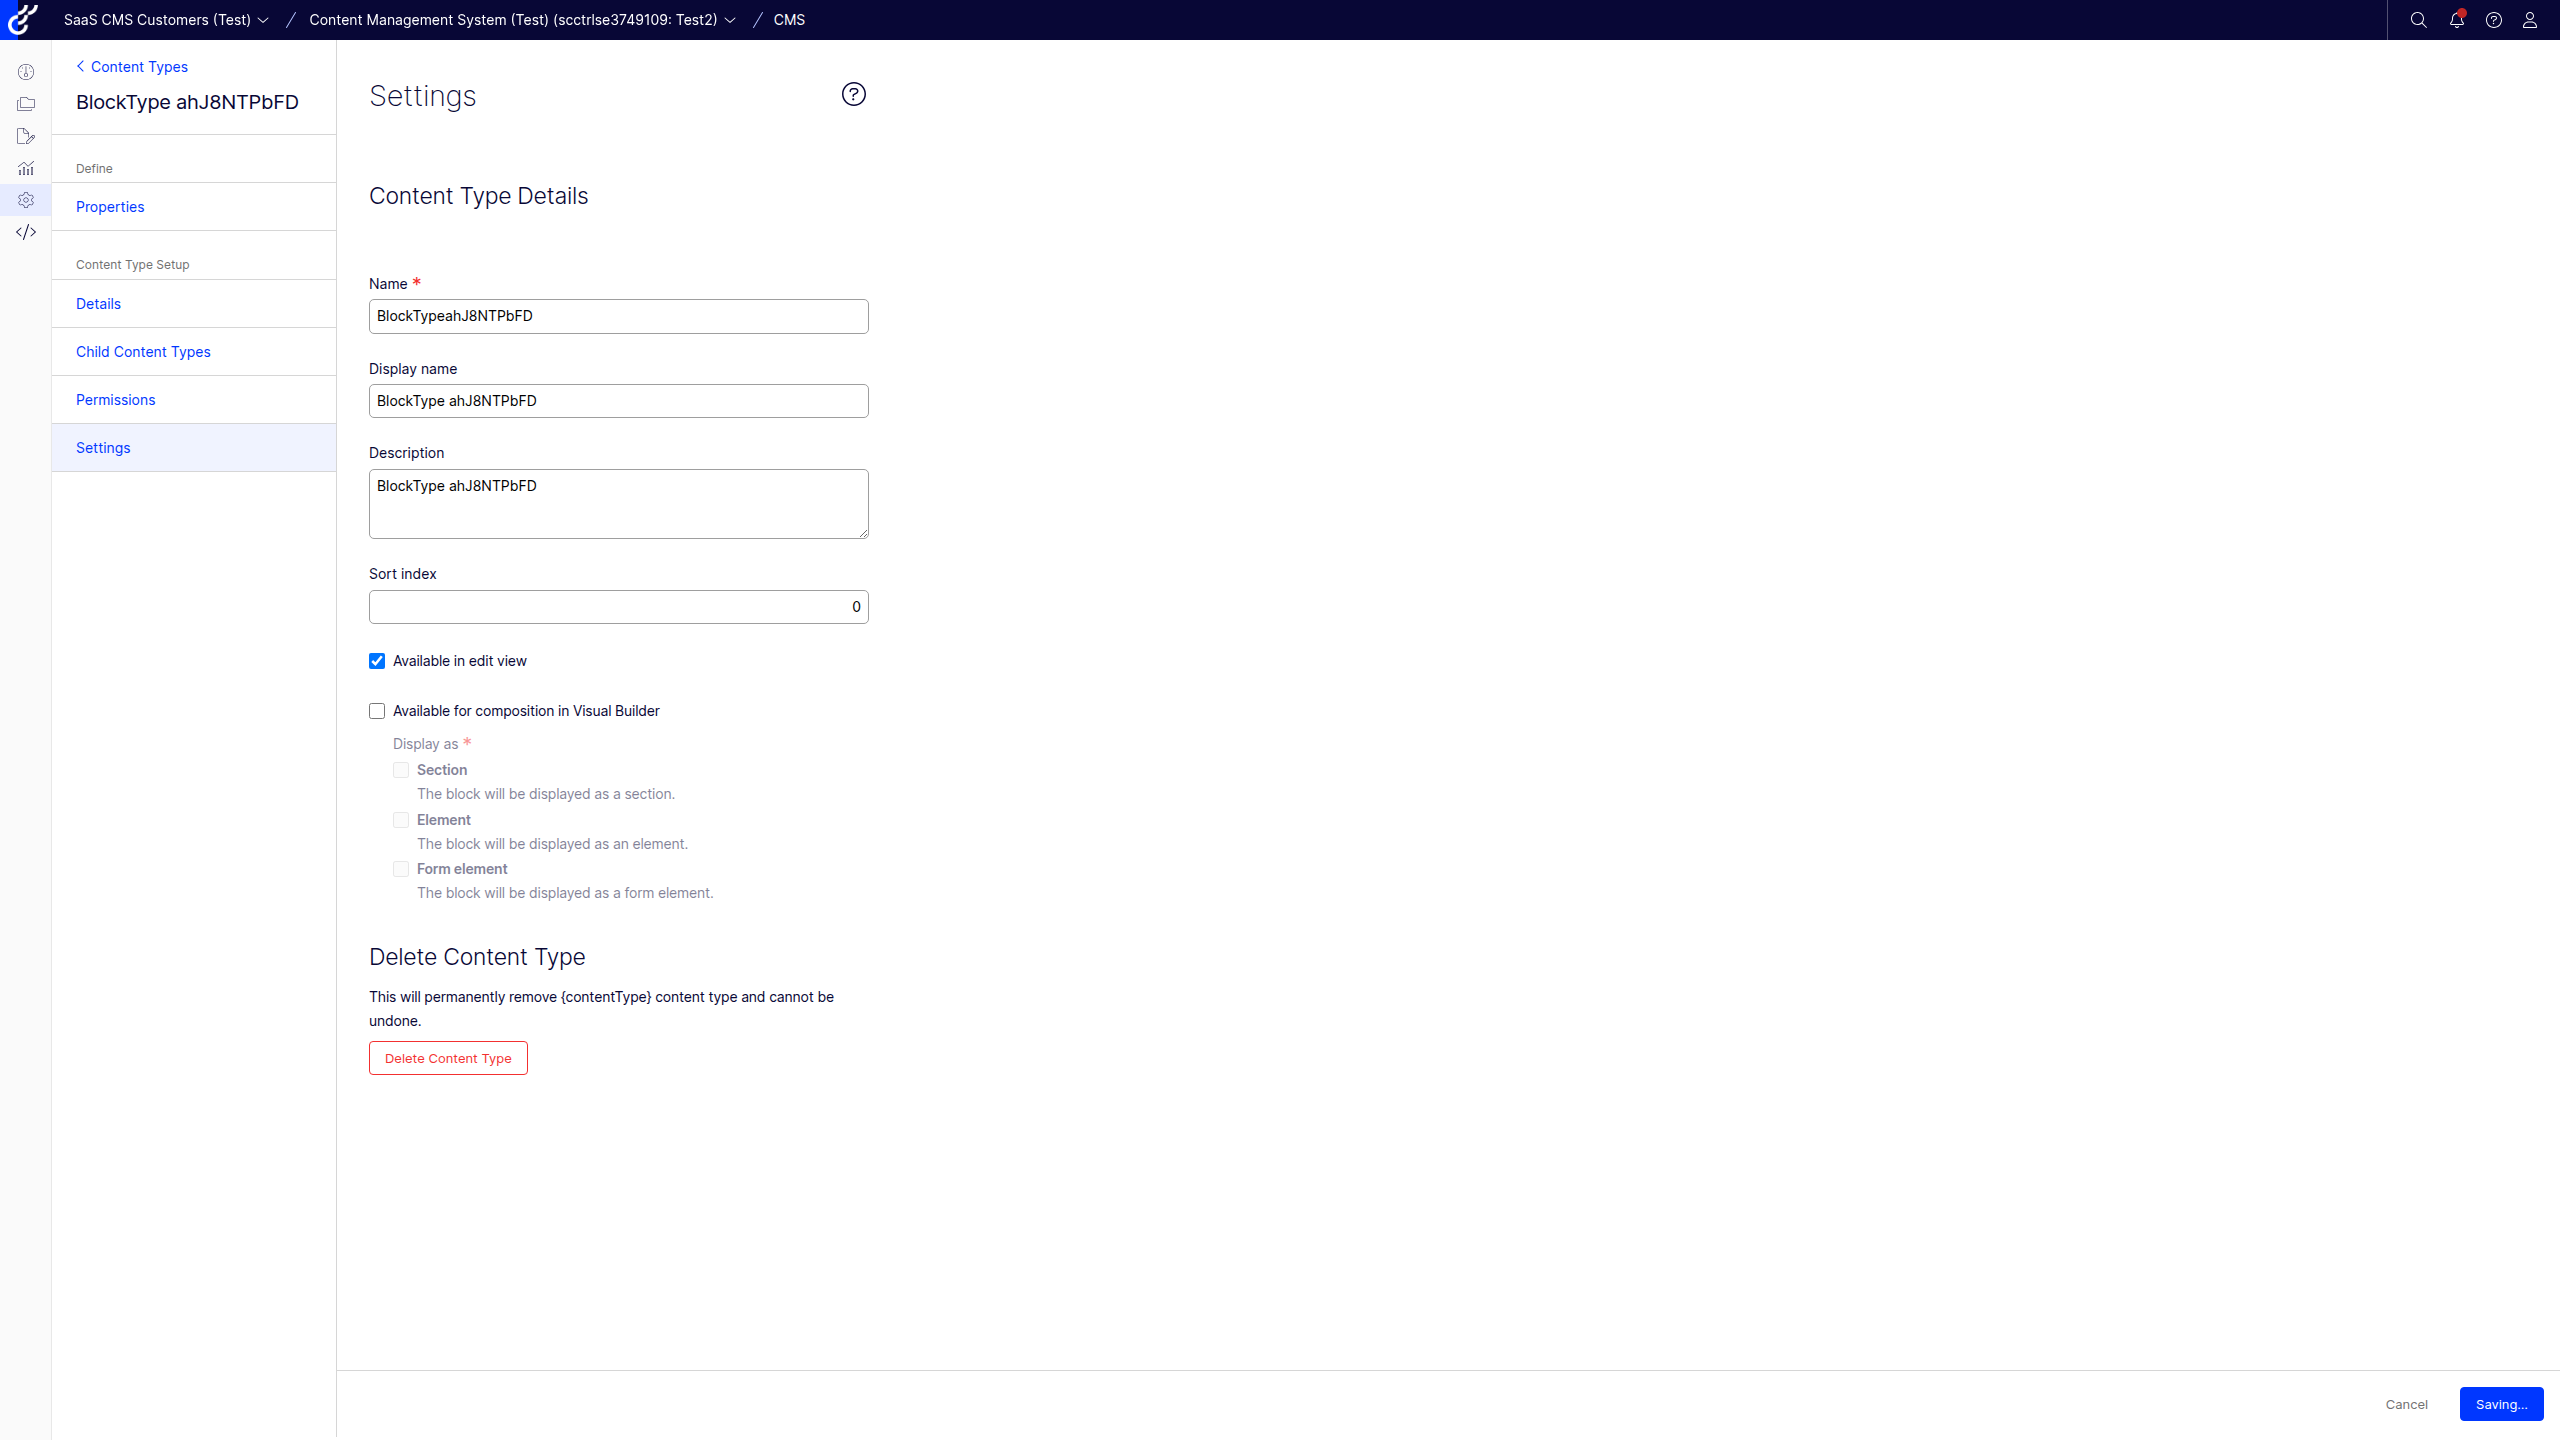 SaaS CMS Customers (Test) / Content Management System (Test) (scctrlse3749109: Test2) / CMS
Content Types
BlockType ahJ8NTPbFD
Define
Properties
Content Type Setup
Details
Child Content Types
Permissions
Settings
Settings
Content Type Details
Name *
BlockTypeahJ8NTPbFD
Display name
BlockType ahJ8NTPbFD
Description
BlockType ahJ8NTPbFD
Sort index
0
Available in edit view
Available for composition in Visual Builder
Display as *
Section
The block will be displayed as a section.
Element
The block will be displayed as an element.
Form element
The block will be displayed as a form element.
Delete Content Type
This will permanently remove {contentType} content type and cannot be
undone.
Delete Content Type
Cancel
Saving...